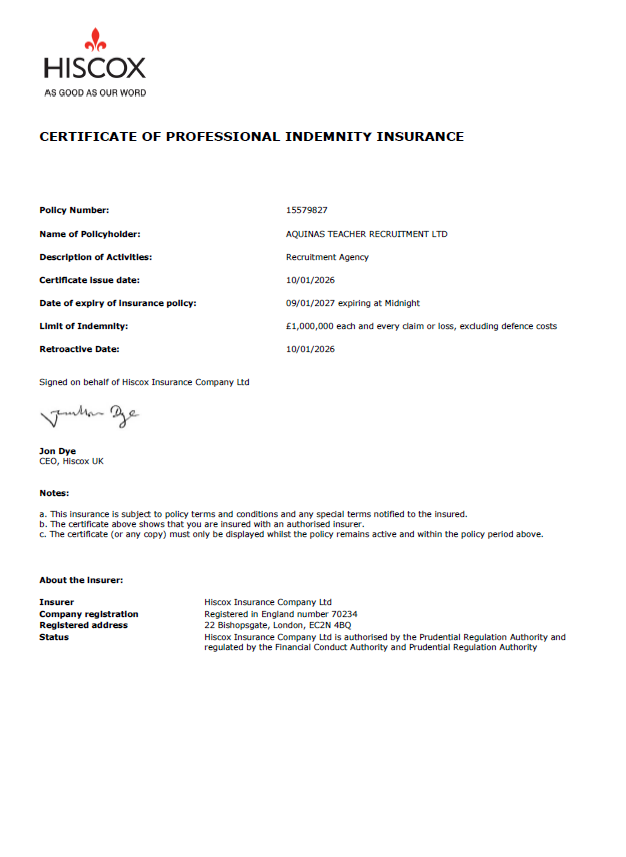 HISCOX
AS GOOD AS OUR WORD
CERTIFICATE OF PROFESSIONAL INDEMNITY INSURANCE
Policy Number: 15579827
Name of Policyholder: AQUINAS TEACHER RECRUITMENT LTD
Description of Activities: Recruitment Agency
Certificate issue date: 10/01/2026
Date of expiry of insurance policy: 09/01/2027 expiring at Midnight
Limit of Indemnity: £1,000,000 each and every claim or loss, excluding defence costs
Retroactive Date: 10/01/2026
Signed on behalf of Hiscox Insurance Company Ltd
Jon Dye
CEO, Hiscox UK
Notes:
a. This insurance is subject to policy terms and conditions and any special terms notified to the insured.
b. The certificate above shows that you are insured with an authorised insurer.
c. The certificate (or any copy) must only be displayed whilst the policy remains active and within the policy period above.
About the Insurer:
Insurer Hiscox Insurance Company Ltd
Company registration Registered in England number 70234
Registered address 22 Bishopsgate, London, EC2N 4BQ
Status Hiscox Insurance Company Ltd is authorised by the Prudential Regulation Authority and
regulated by the Financial Conduct Authority and Prudential Regulation Authority